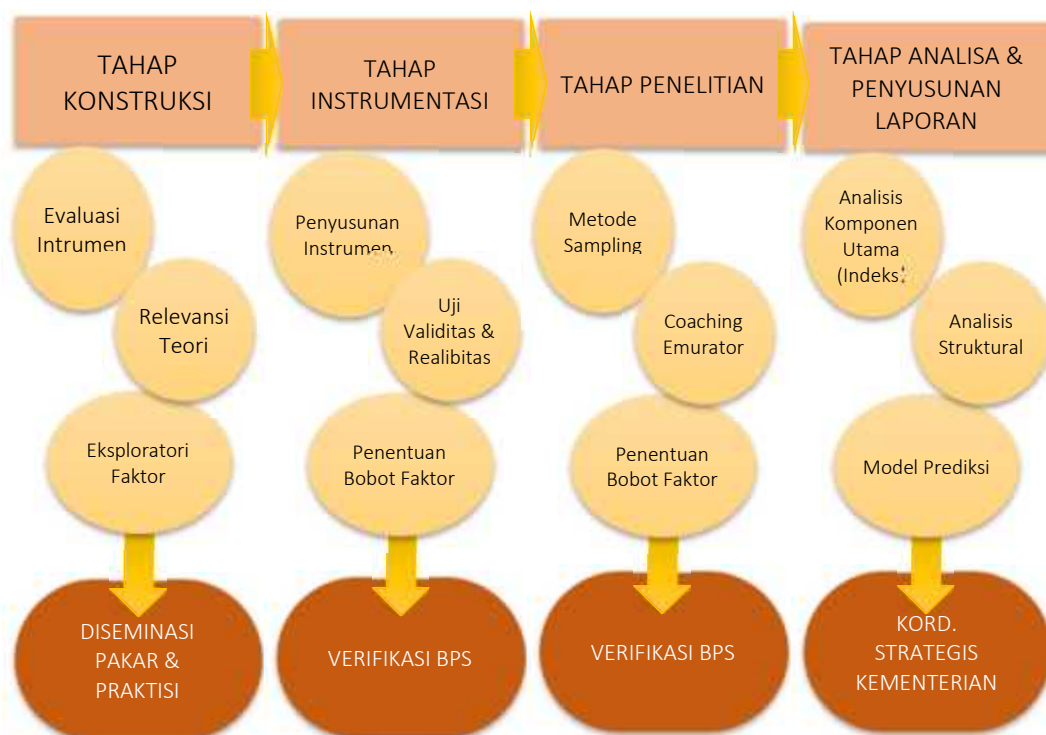 TAHAP
KONSTRUKSI
TAHAP
INSTRUMENTASI
TAHAP PENELITIAN
TAHAP ANALISA &
PENYUSUNAN
LAPORAN
Evaluasi
Intrumen
Relevansi
Teori
Eksploratori
Faktor
DISEMINASI
PAKAR &
PRAKTISI
Penyusunan
Instrumen
Uji
Validitas &
Realibitas
Penentuan
Bobot Faktor
VERIFIKASI BPS
Metode
Sampling
Coaching
Emurator
Penentuan
Bobot Faktor
VERIFIKASI BPS
Analisis
Komponen
Utama
(Indeks)
Analisis
Struktural
Model Prediksi
KORD.
STRATEGIS
KEMENTERIAN